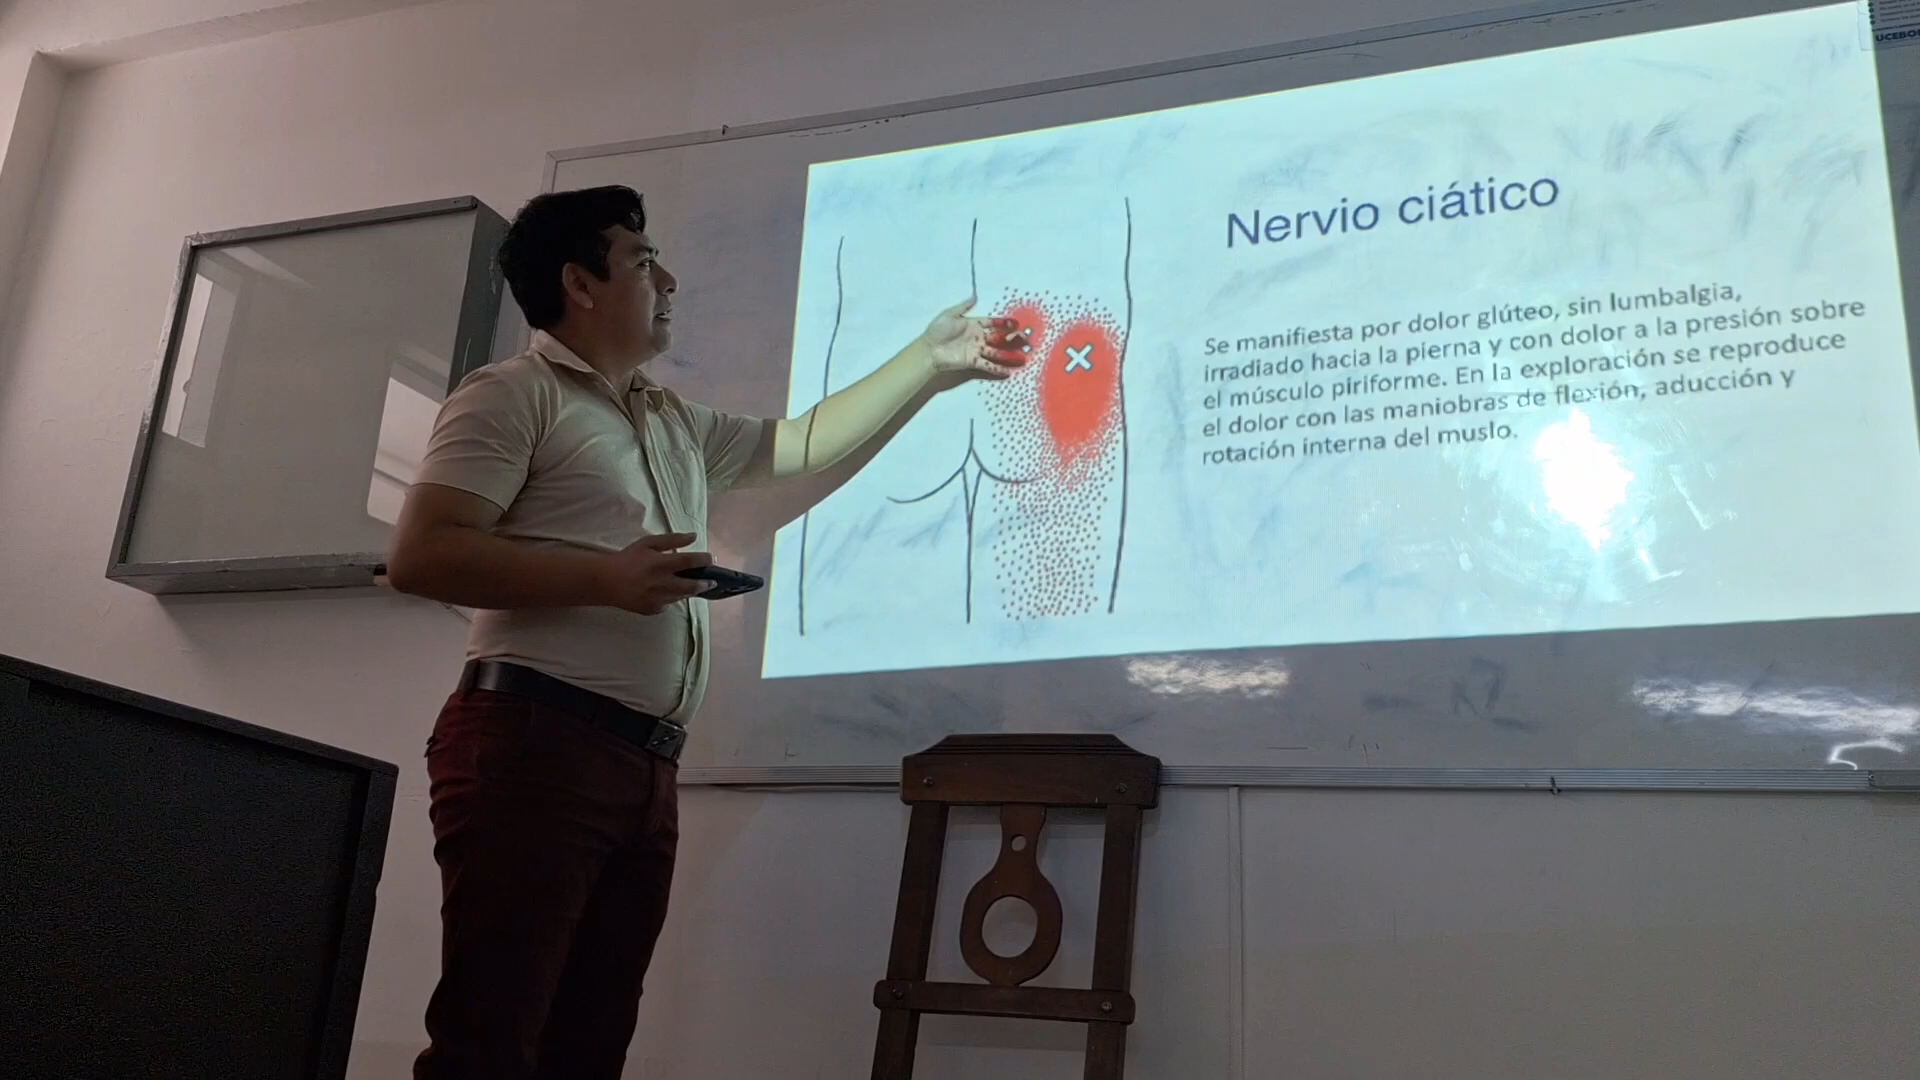 Nervio ciático
Se manifiesta por dolor glúteo, sin lumbalgia,
irradiado hacia la pierna y con dolor a la presión sobre
el músculo piriforme. En la exploración se reproduce
el dolor con las maniobras de flexión, aducción y
rotación interna del muslo.